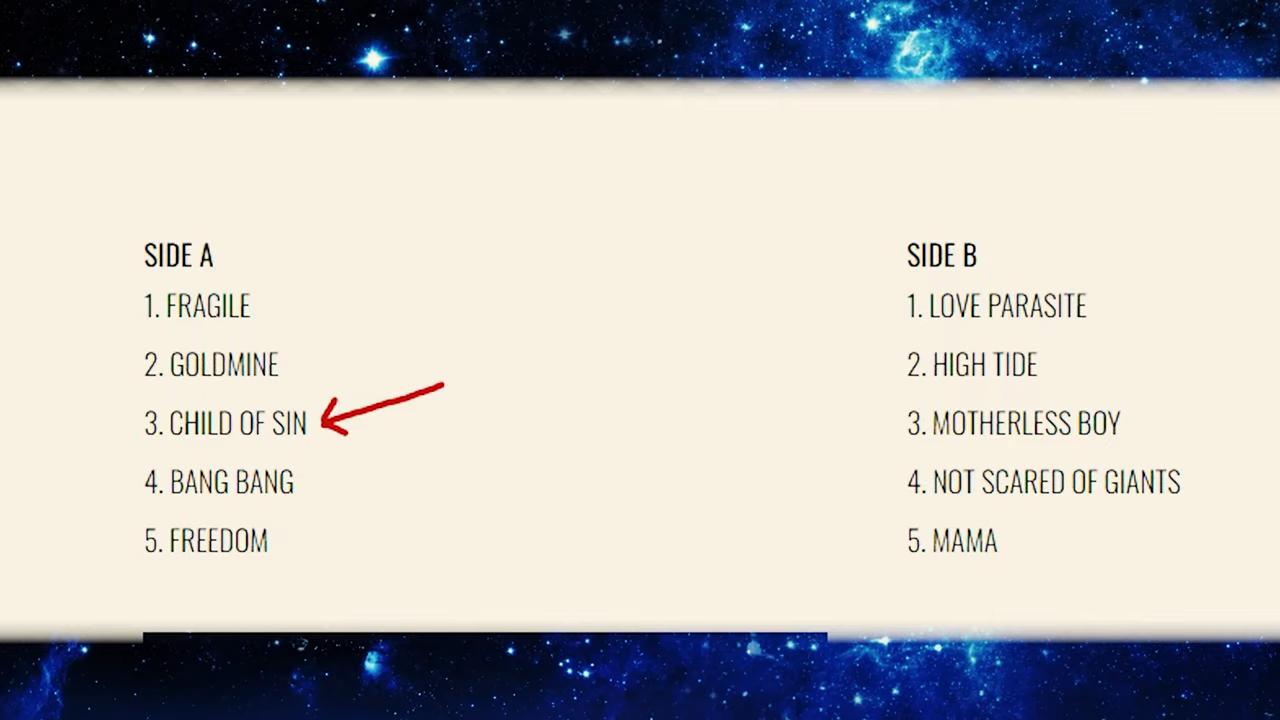 SIDE A
1. FRAGILE
2. GOLDMINE
3. CHILD OF SIN
4. BANG BANG
5. FREEDOM
SIDE B
1. LOVE PARASITE
2. HIGH TIDE
3. MOTHERLESS BOY
4. NOT SCARED OF GIANTS
5. MAMA